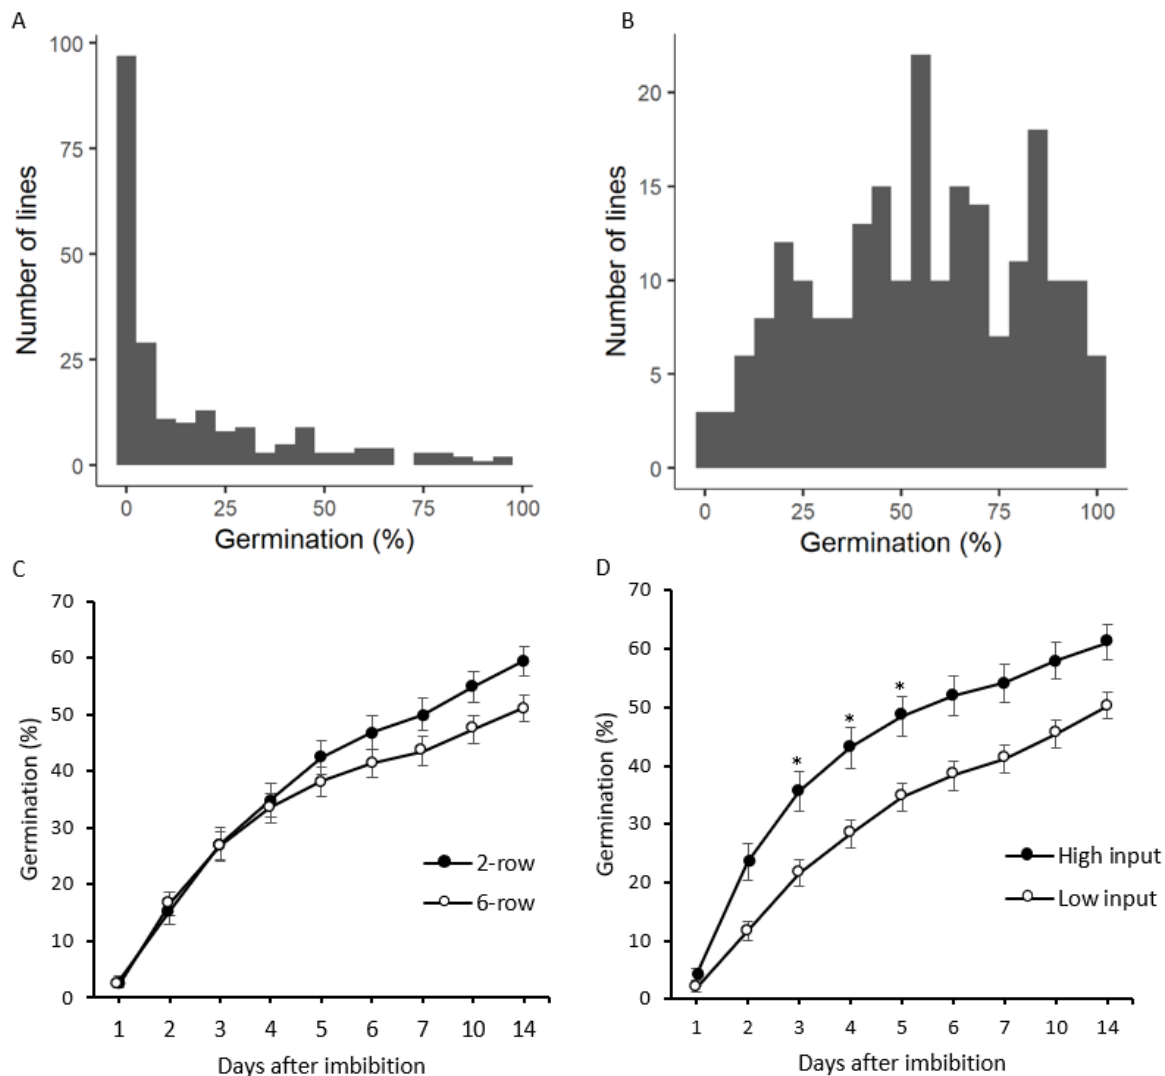 A
Number of lines
100
75
50
25
0
0 25 50 75 100
Germination (%)
B
Number of lines
20
15
10
5
0
0 25 50 75 100
Germination (%)
C
Germination (%)
70
60
50
40
30
20
10
0
2-row
6-row
1 2 3 4 5 6 7 10 14
Days after imbibition
D
Germination (%)
70
60
50
40
30
20
10
0
* * *
High input
Low input
1 2 3 4 5 6 7 10 14
Days after imbibition